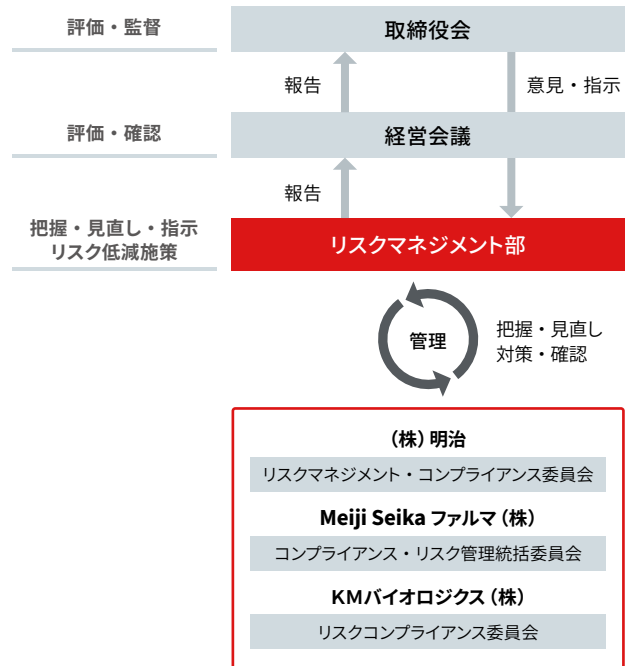 評価・監督
取締役会
報告
意見・指示
評価・確認
経営会議
報告
把握・見直し・指示
リスク低減施策
リスクマネジメント部
管理
把握・見直し
対策・確認
（株）明治
リスクマネジメント・コンプライアンス委員会
Meiji Seika ファルマ（株）
コンプライアンス・リスク管理統括委員会
KMバイオロジクス（株）
リスクコンプライアンス委員会